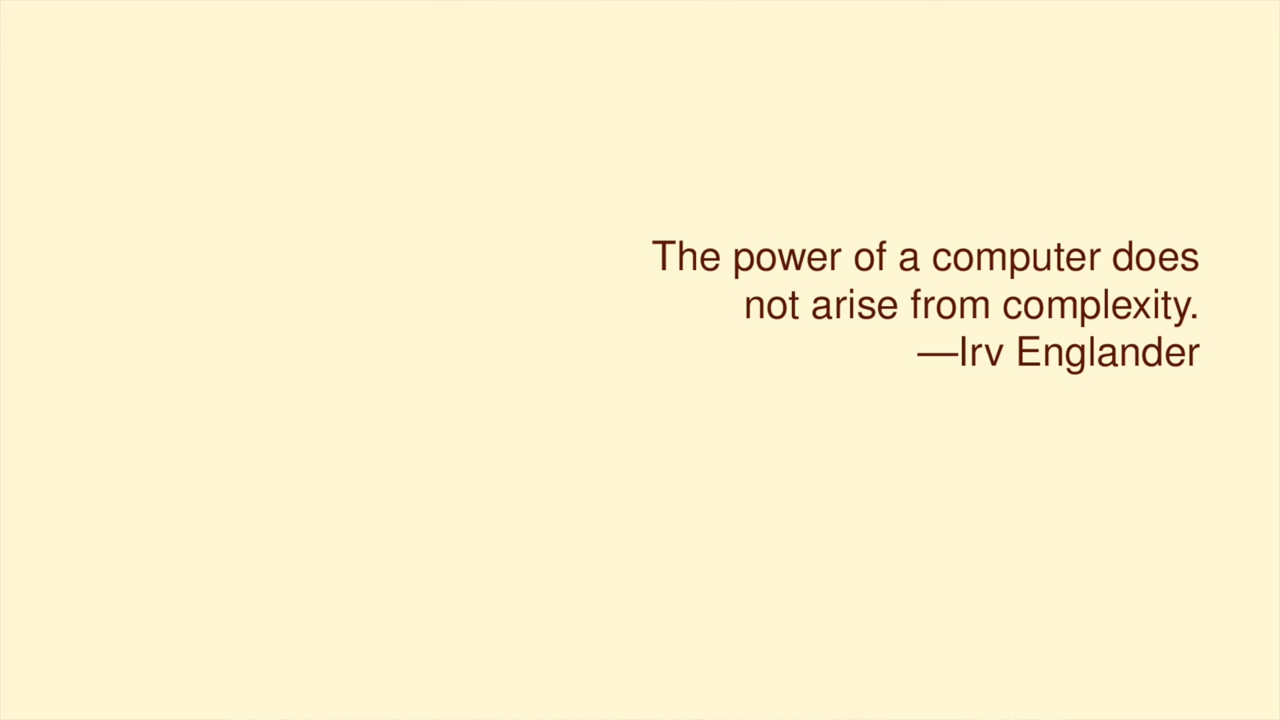 The power of a computer does
not arise from complexity.
—Irv Englander